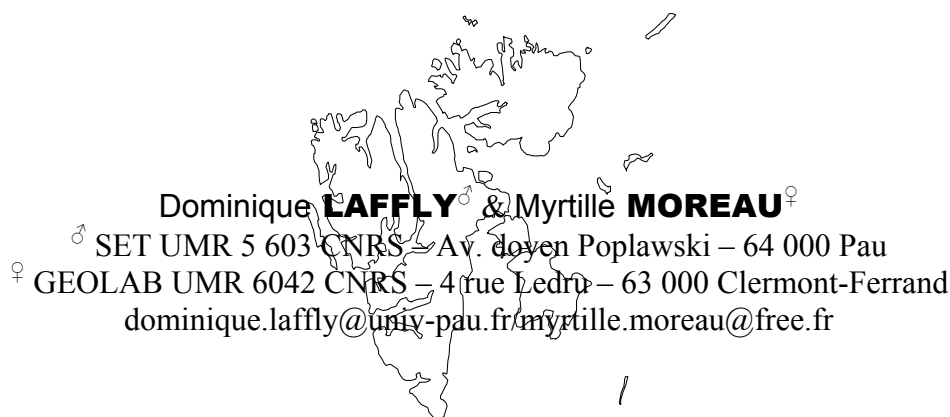 Dominique LAFFLY♂ & Myrtille MOREAU♀
♂ SET UMR 5 603 CNRS – Av. doyen Poplawski – 64 000 Pau
♀ GEOLAB UMR 6042 CNRS – 4 rue Ledru – 63 000 Clermont-Ferrand
dominique.laffly@univ-pau.fr/myrtille.moreau@free.fr